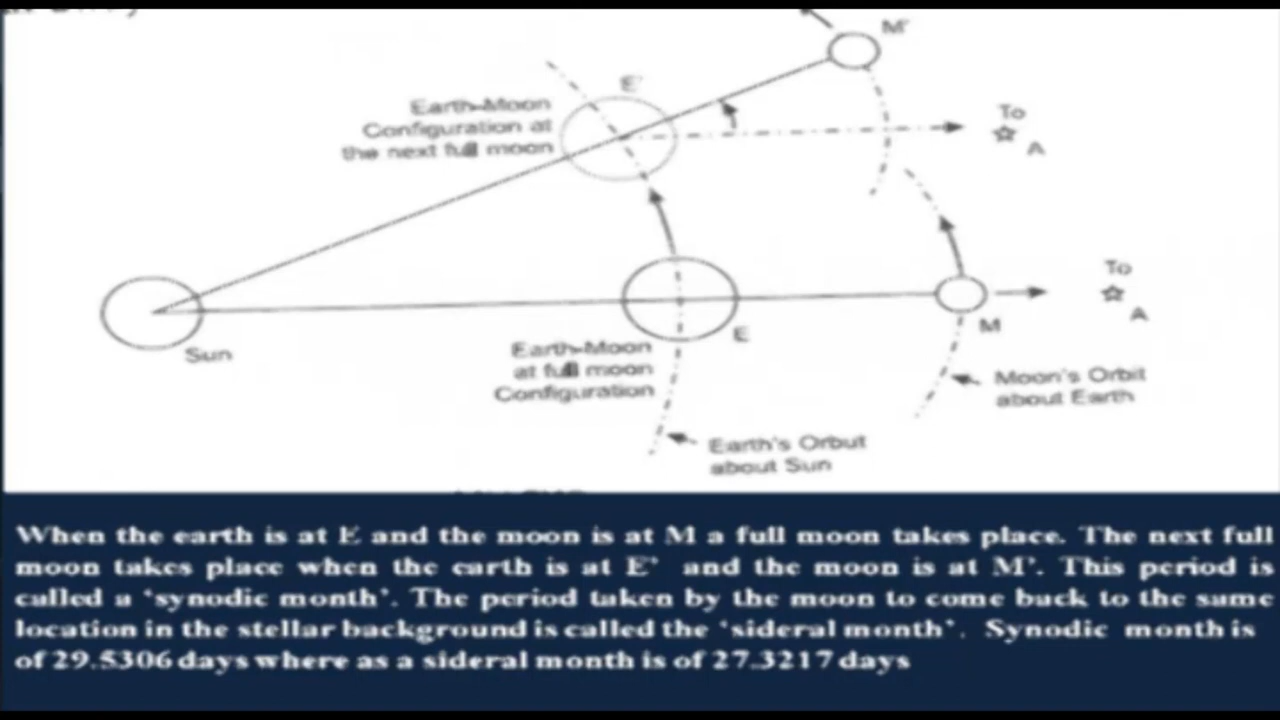 M'
E'
Earth-Moon
Configuration at
the next full moon
To
A
To
A
Sun
E
M
Earth-Moon
at full moon
Configuration
Moon's Orbit
about Earth
Earth's Orbut
about Sun
When the earth is at E and the moon is at M a full moon takes place. The next full
moon takes place when the earth is at E' and the moon is at M'. This period is
called a 'synodic month'. The period taken by the moon to come back to the same
location in the stellar background is called the 'sideral month'. Synodic month is
of 29.5306 days where as a sideral month is of 27.3217 days